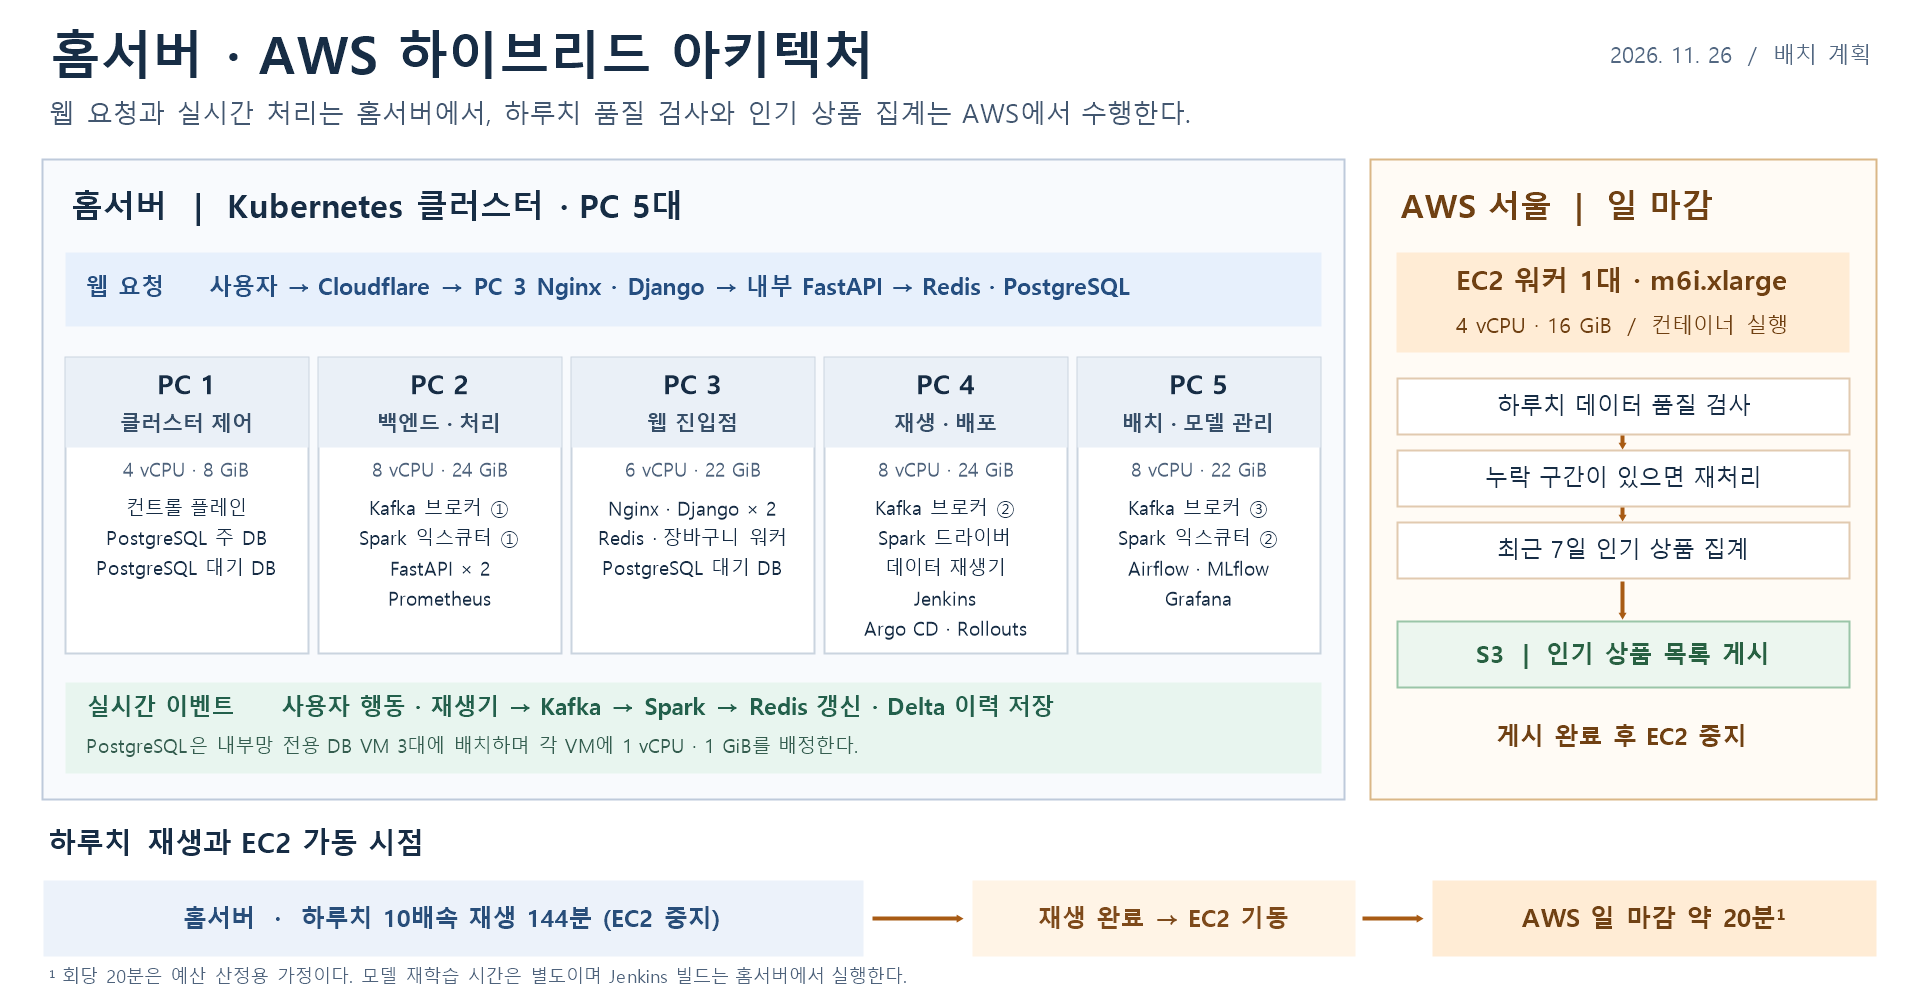 홈서버 · AWS 하이브리드 아키텍처
2026. 11. 26 / 배치 계획
웹 요청과 실시간 처리는 홈서버에서, 하루치 품질 검사와 인기 상품 집계는 AWS에서 수행한다.
홈서버 | Kubernetes 클러스터 · PC 5대
웹 요청 사용자 → Cloudflare → PC 3 Nginx · Django → 내부 FastAPI → Redis · PostgreSQL
PC 1
클러스터 제어
4 vCPU · 8 GiB
컨트롤 플레인
PostgreSQL 주 DB
PostgreSQL 대기 DB
PC 2
백엔드 · 처리
8 vCPU · 24 GiB
Kafka 브로커 ①
Spark 익스큐터 ①
FastAPI × 2
Prometheus
PC 3
웹 진입점
6 vCPU · 22 GiB
Nginx · Django × 2
Redis · 장바구니 워커
PostgreSQL 대기 DB
PC 4
재생 · 배포
8 vCPU · 24 GiB
Kafka 브로커 ②
Spark 드라이버
데이터 재생기
Jenkins
Argo CD · Rollouts
PC 5
배치 · 모델 관리
8 vCPU · 22 GiB
Kafka 브로커 ③
Spark 익스큐터 ②
Airflow · MLflow
Grafana
실시간 이벤트 사용자 행동 · 재생기 → Kafka → Spark → Redis 갱신 · Delta 이력 저장
PostgreSQL은 내부망 전용 DB VM 3대에 배치하며 각 VM에 1 vCPU · 1 GiB를 배정한다.
AWS 서울 | 일 마감
EC2 워커 1대 · m6i.xlarge
4 vCPU · 16 GiB / 컨테이너 실행
하루치 데이터 품질 검사
누락 구간이 있으면 재처리
최근 7일 인기 상품 집계
S3 | 인기 상품 목록 게시
게시 완료 후 EC2 중지
하루치 재생과 EC2 가동 시점
홈서버 · 하루치 10배속 재생 144분 (EC2 중지)
재생 완료 → EC2 기동
AWS 일 마감 약 20분¹
¹ 회당 20분은 예산 산정용 가정이다. 모델 재학습 시간은 별도이며 Jenkins 빌드는 홈서버에서 실행한다.